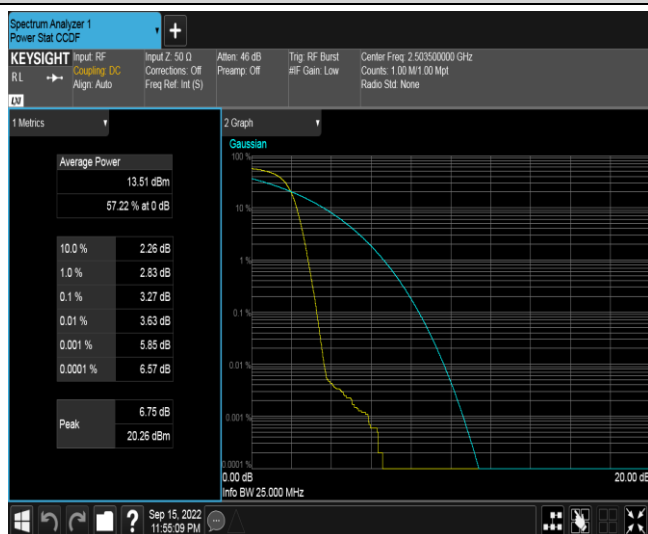 Spectrum Analyzer 1
Power Stat CCDF
+
KEYSIGHT
RL
LXI
Input: RF
Coupling: DC
Align: Auto
Input Z: 50 Ω
Corrections: Off
Freq Ref: Int (S)
Atten: 46 dB
Preamp: Off
Trig: RF Burst
#IF Gain: Low
Center Freq: 2.503500000 GHz
Counts: 1.00 M/1.00 Mpt
Radio Std: None
1 Metrics
Average Power
13.51 dBm
57.22 % at 0 dB
10.0 % 2.26 dB
1.0 % 2.83 dB
0.1 % 3.27 dB
0.01 % 3.63 dB
0.001 % 5.85 dB
0.0001 % 6.57 dB
Peak
6.75 dB
20.26 dBm
2 Graph
Gaussian
100 %
10 %
1 %
0.1 %
0.01 %
0.001 %
0.0001 %
0.00 dB
20.00 dB
Info BW 25.000 MHz
?
Sep 15, 2022
11:55:09 PM